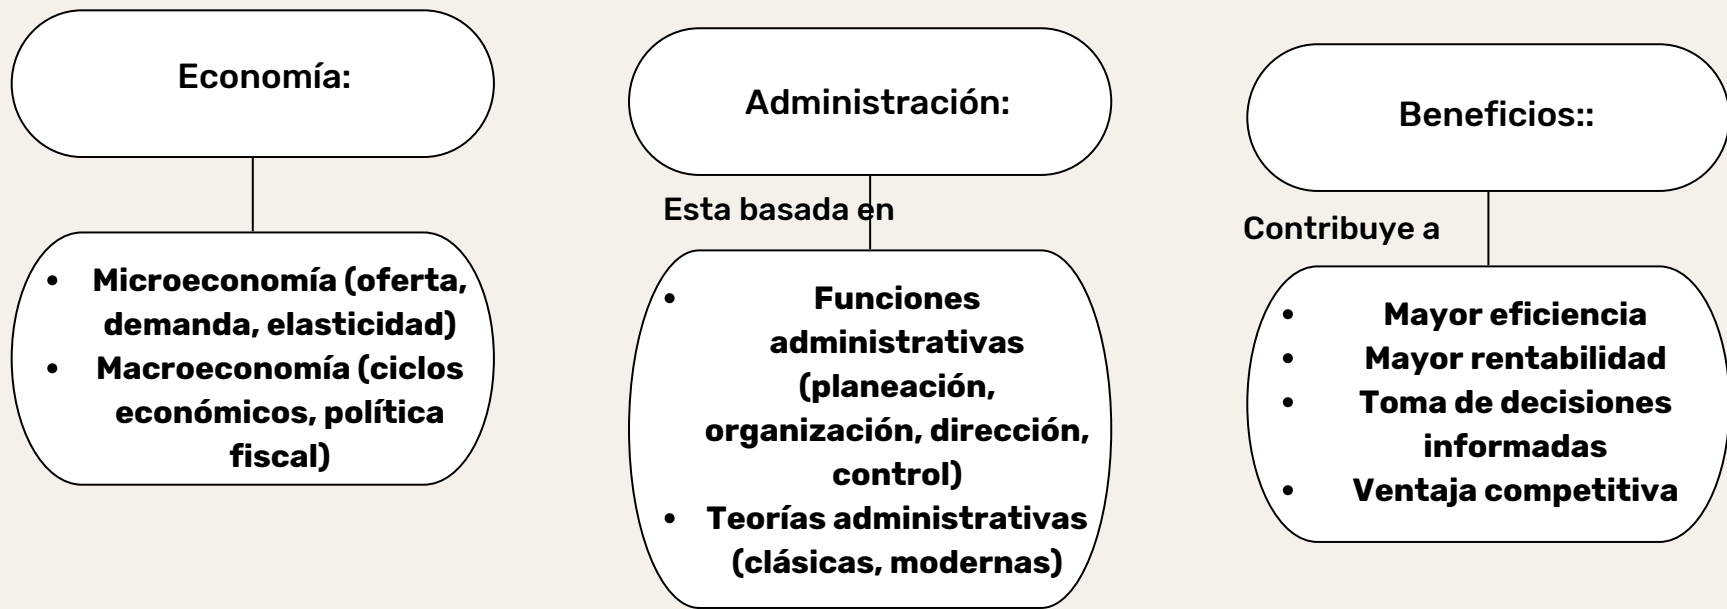 Economía:
• Microeconomía (oferta,
demanda, elasticidad)
• Macroeconomía (ciclos
económicos, política
fiscal)
Administración:
Esta basada en
• Funciones
administrativas
(planeación,
organización, dirección,
control)
• Teorías administrativas
(clásicas, modernas)
Beneficios::
Contribuye a
• Mayor eficiencia
• Mayor rentabilidad
• Toma de decisiones
informadas
• Ventaja competitiva